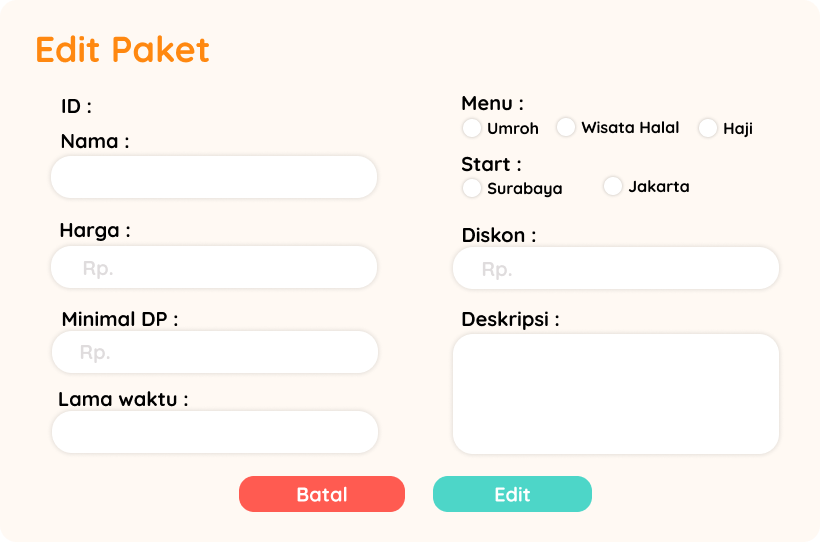 Edit Paket
ID :
Nama :
Harga :
Rp.
Minimal DP :
Rp.
Lama waktu :
Menu :
Umroh Wisata Halal Haji
Start :
Surabaya Jakarta
Diskon :
Rp.
Deskripsi :
Batal Edit